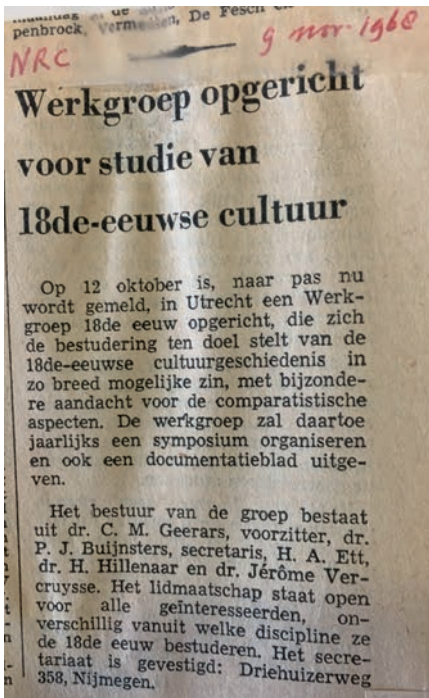 penbrock, Vermeulen, De Fesch en
NRC
9 nov. 1968
Werkgroep opgericht
voor studie van
18de-eeuwse cultuur
Op 12 oktober is, naar pas nu
wordt gemeld, in Utrecht een Werk-
groep 18de eeuw opgericht, die zich
de bestudering ten doel stelt van de
18de-eeuwse cultuurgeschiedenis in
zo breed mogelijke zin, met bijzonde-
re aandacht voor de comparatistische
aspecten. De werkgroep zal daartoe
jaarlijks een symposium organiseren
en ook een documentatieblad uitge-
ven.
Het bestuur van de groep bestaat
uit dr. C. M. Geerars, voorzitter, dr.
P. J. Buijnsters, secretaris, H. A. Ett,
dr. H. Hillenaar en dr. Jérôme Ver-
cruysse. Het lidmaatschap staat open
voor alle geïnteresseerden, on-
verschillig vanuit welke discipline ze
de 18de eeuw bestuderen. Het secre-
tariaat is gevestigd: Driehuizerweg
358, Nijmegen.